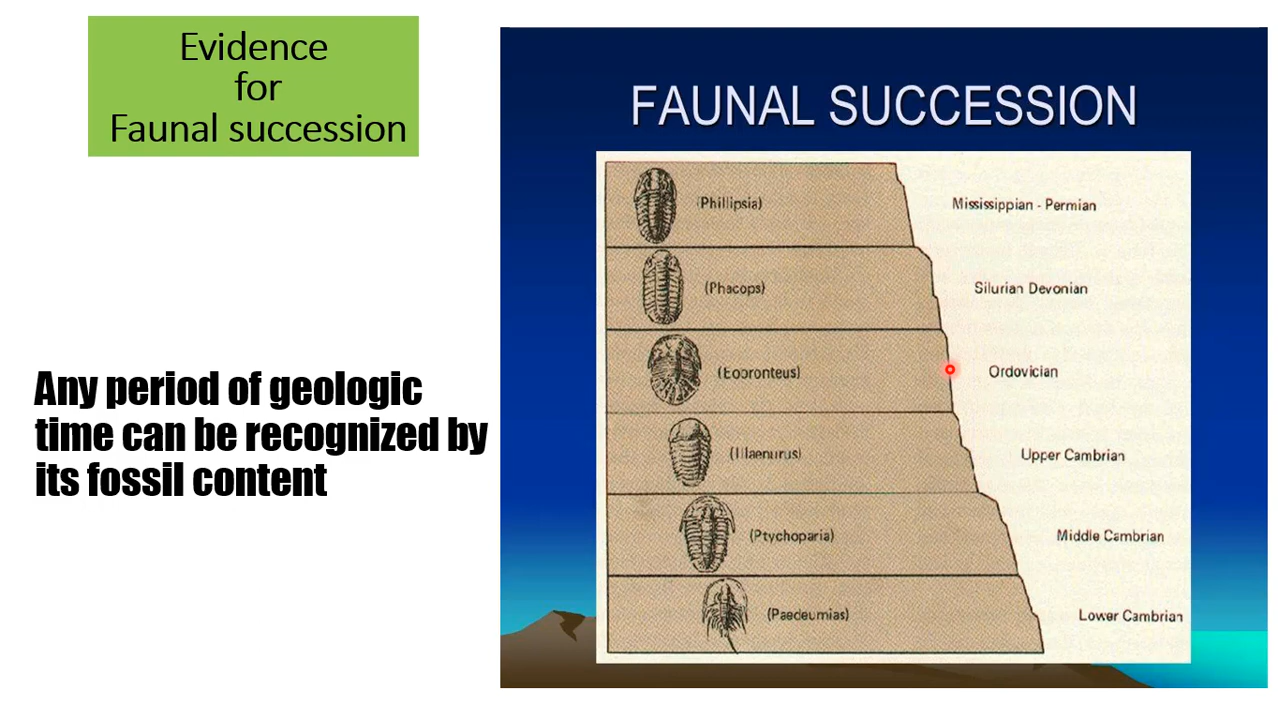 Evidence
for
Faunal succession
Any period of geologic
time can be recognized by
its fossil content
FAUNAL SUCCESSION
(Phillipsia) Mississippian - Permian
(Phacops) Silurian Devonian
(Eobronteus) Ordovician
(Illaenurus) Upper Cambrian
(Ptychoparia) Middle Cambrian
(Paedeumias) Lower Cambrian